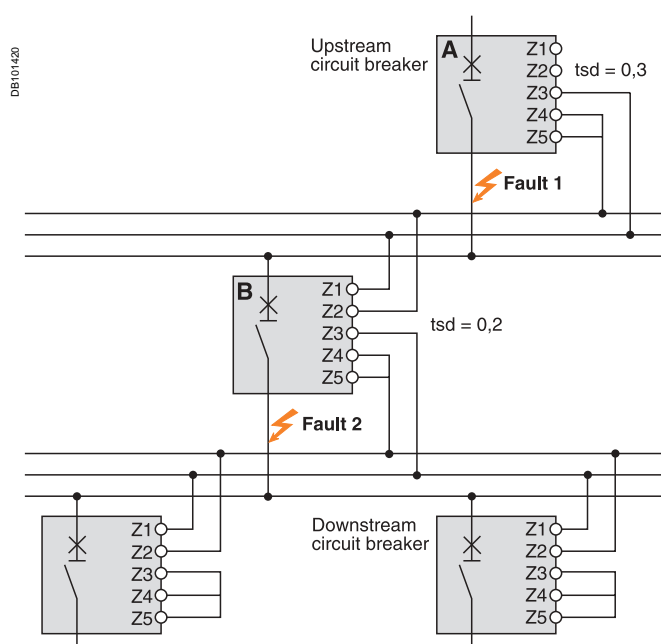 DB101420
Upstream
circuit breaker
A
Z1
Z2
Z3
Z4
Z5
tsd = 0,3
Fault 1
B
Z1
Z2
Z3
Z4
Z5
tsd = 0,2
Fault 2
Z1
Z2
Z3
Z4
Z5
Downstream
circuit breaker
Z1
Z2
Z3
Z4
Z5